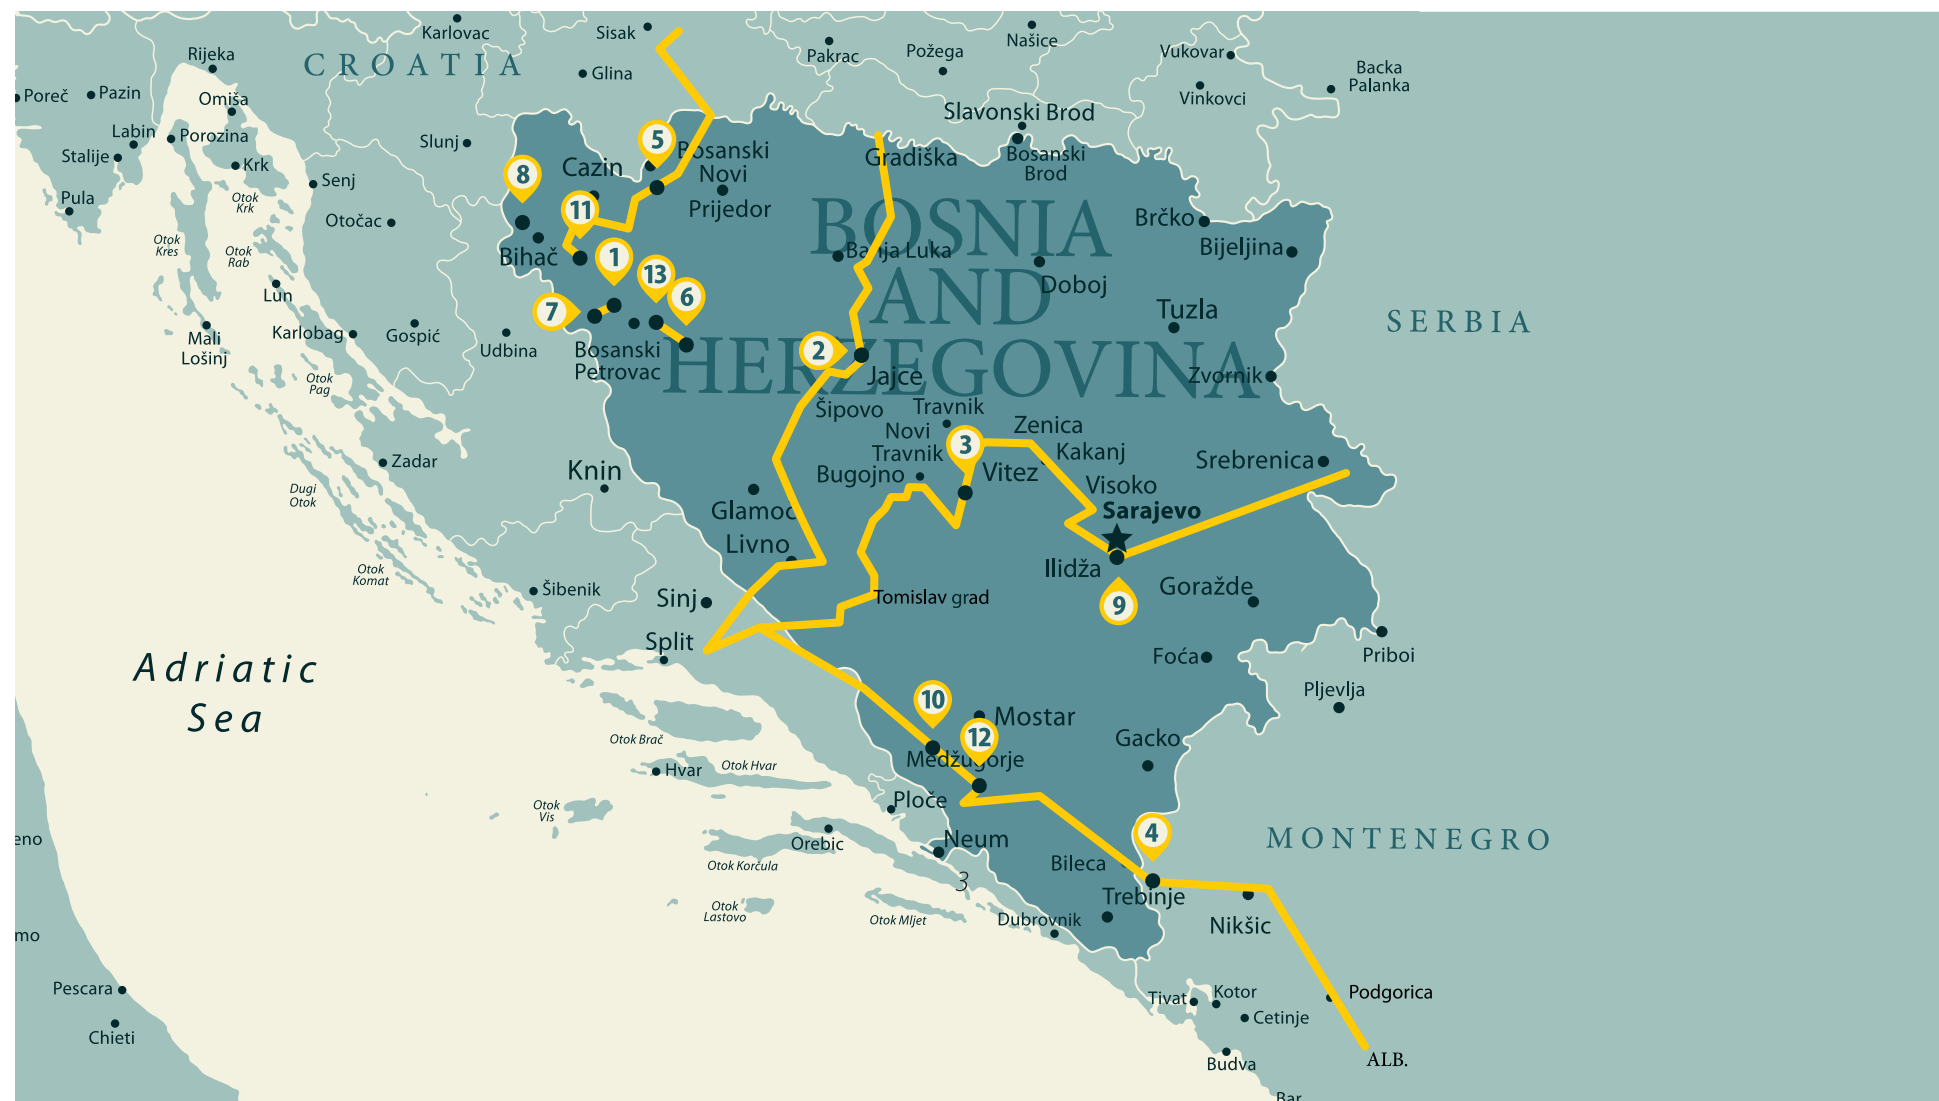 Karlovac
Sisak
Našice
Rijeka
CROATIA
Pakrac
Požega
Vukovar
Glina
Backa
Palanka
Poreč
Pazin
Omiša
Vinkovci
Slavonski Brod
Labin
Porozina
Slunj
5
Bosanski
Novi
Gradiška
Bosanski
Brod
Stalije
Krk
Cazin
8
Senj
Pula
Otok
Krk
11
Prijedor
BOSNIA
AND
HERZEGOVINA
Brčko
Otočac
Otok
Kres
Otok
Rab
Bihač
1
Banja Luka
Bijeljina
13
Doboj
Lun
6
7
Tuzla
SERBIA
Mali
Lošinj
Karlobag
Gospić
Udbina
Bosanski
Petrovac
2
Jajce
Zvornik
Otok
Pag
Šipovo
Travnik
Novi
Travnik
3
Zenica
Kakanj
Zadar
Knin
Bugojno
Vitez
Srebrenica
Dugi
Otok
Visoko
Glamoc
Sarajevo
Livno
Otok
Komat
Ilidža
Šibenik
Sinj
Tomislav grad
9
Goražde
Split
Adriatic
Sea
Foća
Priboi
Pljevlja
10
Mostar
12
Gacko
Otok Brač
Medžugorje
Hvar
Otok Hvar
Ploče
Otok
Vis
4
MONTENEGRO
eno
Orebic
Neum
Otok Korčula
Bileca
3
Trebinje
Otok
Lastovo
Otok Mljet
Dubrovnik
Nikšic
mo
Pescara
Tivat
Kotor
Podgorica
Chieti
Cetinje
Budva
ALB.
Bar